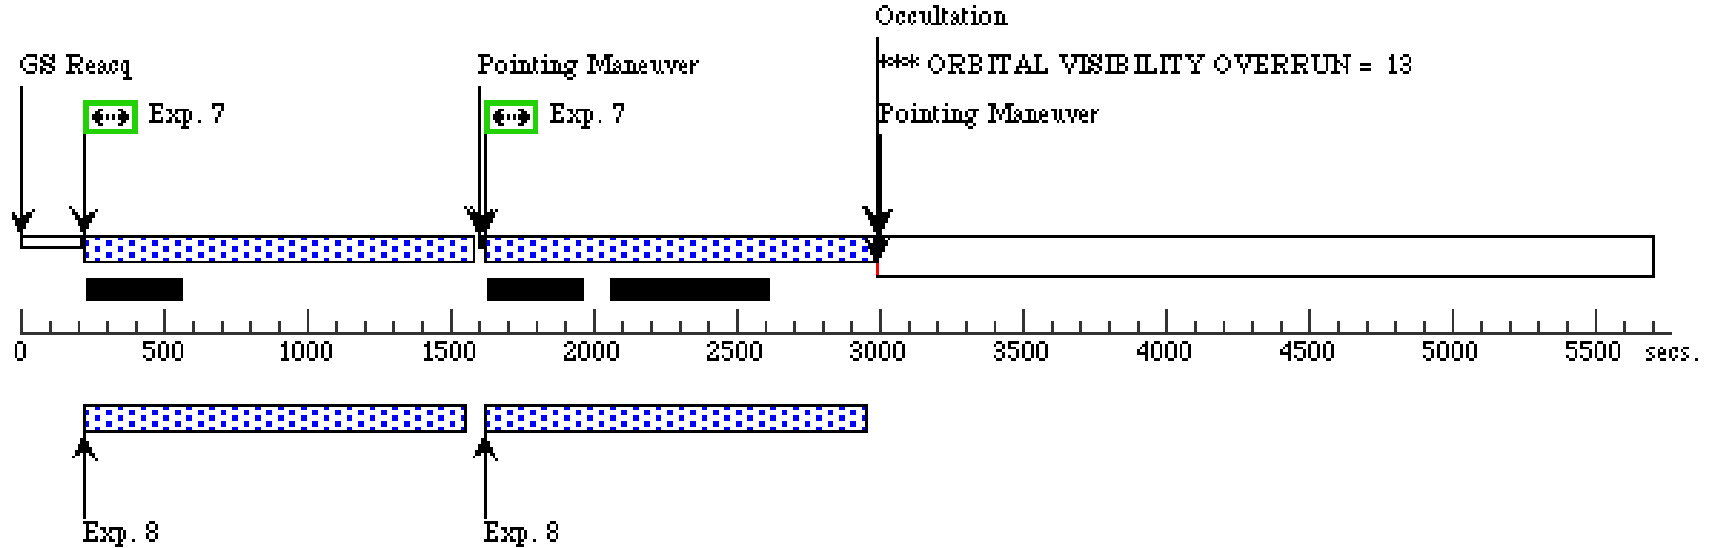 Occultation
GS Reacq
Pointing Maneuver
*** ORBITAL VISIBILITY OVERRUN = 13
Exp. 7
Exp. 7
Pointing Maneuver
0 500 1000 1500 2000 2500 3000 3500 4000 4500 5000 5500 secs.
Exp. 8
Exp. 8